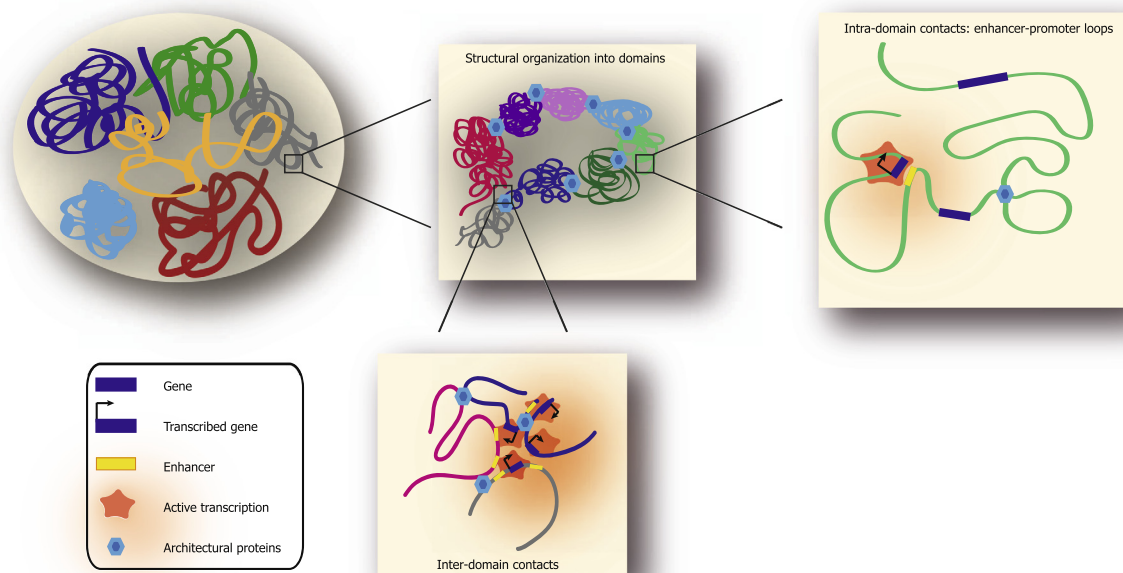 Structural organization into domains
Intra-domain contacts: enhancer-promoter loops
Gene
Transcribed gene
Enhancer
Active transcription
Architectural proteins
Inter-domain contacts